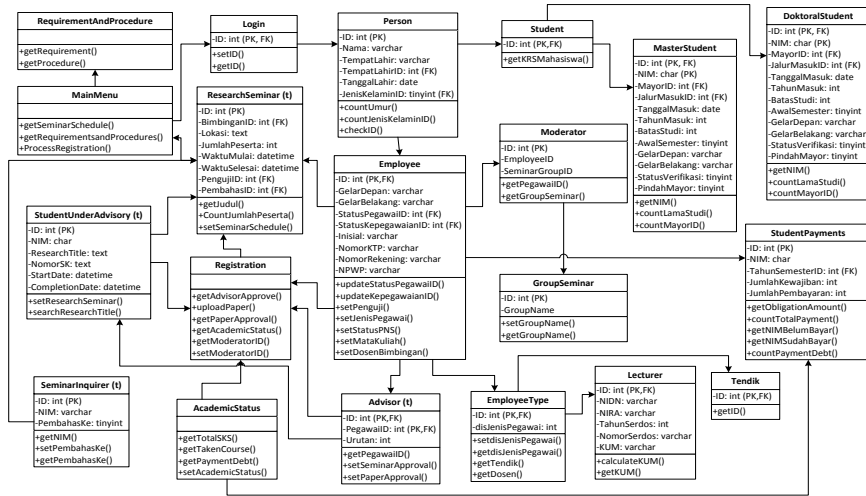 RequirementAndProcedure
+getRequirement()
+getProcedure()
MainMenu
+getSeminarSchedule()
+getRequirementsandProcedures()
+ProcessRegistration()
Login
-ID: int (PK, FK)
+setID()
+getID()
Person
-ID: int (PK)
-Nama: varchar
-TempatLahir: varchar
-TempatLahirID: int (FK)
-TanggalLahir: date
-JenisKelaminID: tinyint (FK)
+countUmur()
+countJenisKelaminID()
+checkID()
Student
-ID: int (PK,FK)
+getKRSMahasiswa()
MasterStudent
-ID: int (PK, FK)
-NIM: char (PK)
-MayorID: int (FK)
-JalurMasukID: int (FK)
-TanggalMasuk: date
-TahunMasuk: int
-BatasStudi: int
-AwalSemester: tinyint
-GelarDepan: varchar
-GelarBelakang: varchar
-StatusVerifikasi: tinyint
-PindahMayor: tinyint
+getNIM()
+countLamaStudi()
+countMayorID()
DoktoralStudent
-ID: int (PK,FK)
-NIM: char (PK)
-MayorID: int (FK)
-JalurMasukID: int (FK)
-TanggalMasuk: date
-TahunMasuk: int
-BatasStudi: int
-AwalSemester: tinyint
-GelarDepan: varchar
-GelarBelakang: varchar
-StatusVerifikasi: tinyint
-PindahMayor: tinyint
+getNIM()
+countLamaStudi()
+countMayorID()
ResearchSeminar (t)
-ID: int (PK)
-BimbinganID: int (FK)
-Lokasi: text
-JumlahPeserta: int
-WaktuMulai: datetime
-WaktuSelesai: datetime
-PengujiID: int (FK)
-PembahasID: int (FK)
+getJudul()
+CountJumlahPeserta()
+setSeminarSchedule()
Employee
-ID: int (PK,FK)
-GelarDepan: varchar
-GelarBelakang: varchar
-StatusPegawaiID: int (FK)
-StatusKepegawaianID: int (FK)
-Inisial: varchar
-NomorKTP: varchar
-NomorRekening: varchar
-NPWP: varchar
+updateStatusPegawaiID()
+updateKepegawaianID()
+setPenguji()
+setJenisPegawai()
+setStatusPNS()
+setMataKuliah()
+setDosenBimbingan()
Moderator
-ID: int (PK)
-EmployeeID
-SeminarGroupID
+getPegawaiID()
+getGroupSeminar()
StudentUnderAdvisory (t)
-ID: int (PK)
-NIM: char
-ResearchTitle: text
-NomorSK: text
-StartDate: datetime
-CompletionDate: datetime
+setResearchSeminar()
+searchResearchTitle()
Registration
+getAdvisorApprove()
+uploadPaper()
+getPaperApproval()
+getAcademicStatus()
+getModeratorID()
+setModeratorID()
GroupSeminar
-ID: int (PK)
-GroupName
+setGroupName()
+getGroupName()
StudentPayments
-ID: int (PK)
-NIM: char
-TahunSemesterID: int (FK)
-JumlahKewajiban: int
-JumlahPembayaran: int
+getObligationAmount()
+countTotalPayment()
+getNIMBelumBayar()
+getNIMSudahBayar()
+countPaymentDebt()
SeminarInquirer (t)
-ID: int (PK)
-NIM: varchar
-PembahasKe: tinyint
+getNIM()
+setPembahasKe()
+getPembahasKe()
AcademicStatus
+getTotalSKS()
+getTakenCourse()
+getPaymentDebt()
+setAcademicStatus()
Advisor (t)
-ID: int (PK,FK)
-PegawaiID: int (PK,FK)
-Urutan: int
+getPegawaiID()
+setSeminarApproval()
+setPaperApproval()
EmployeeType
-ID: int (PK,FK)
-disJenisPegawai: int
+setdisJenisPegawai()
+getdisJenisPegawai()
+getTendik()
+getDosen()
Lecturer
-ID: int (PK,FK)
-NIDN: varchar
-NIRA: varchar
-TahunSerdos: int
-NomorSerdos: varchar
-KUM: varchar
+calculateKUM()
+getKUM()
Tendik
-ID: int (PK,FK)
+getID()